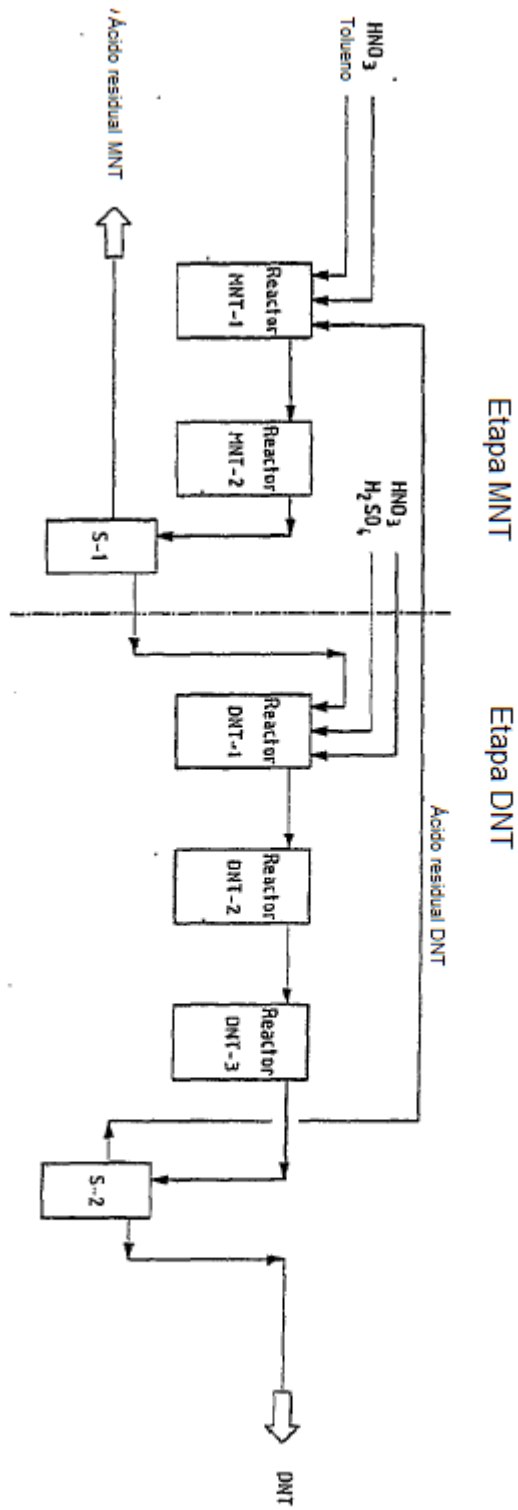 Etapa MNT
Etapa DNT
HNO3
Tolueno
HNO3
H2SO4
Ácido residual DNT
Reactor
MNT-1
Reactor
MNT-2
S-1
Reactor
DNT-1
Reactor
DNT-2
Reactor
DNT-3
S-2
Ácido residual MNT
DNT